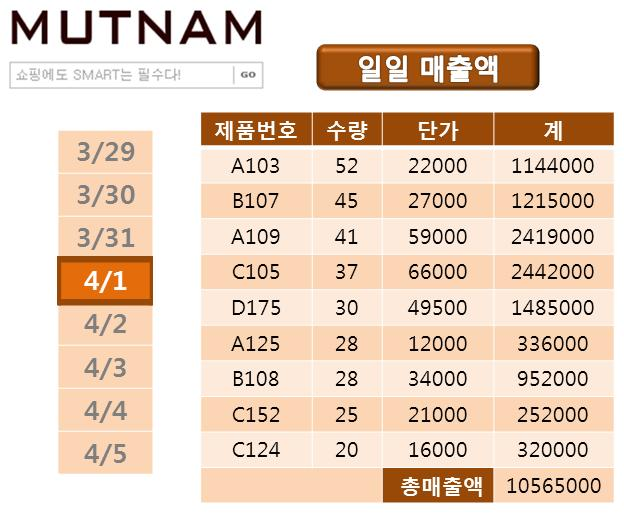 MUTNAM
쇼핑에도 SMART는 필수다! GO
일일 매출액
3/29
3/30
3/31
4/1
4/2
4/3
4/4
4/5
제품번호 수량 단가 계
A103 52 22000 1144000
B107 45 27000 1215000
A109 41 59000 2419000
C105 37 66000 2442000
D175 30 49500 1485000
A125 28 12000 336000
B108 28 34000 952000
C152 25 21000 252000
C124 20 16000 320000
총매출액 10565000